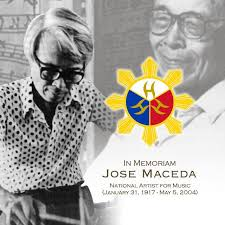 IN MEMORIAM
JOSE MACEDA
NATIONAL ARTIST FOR MUSIC
(JANUARY 31, 1917 - MAY 5, 2004)